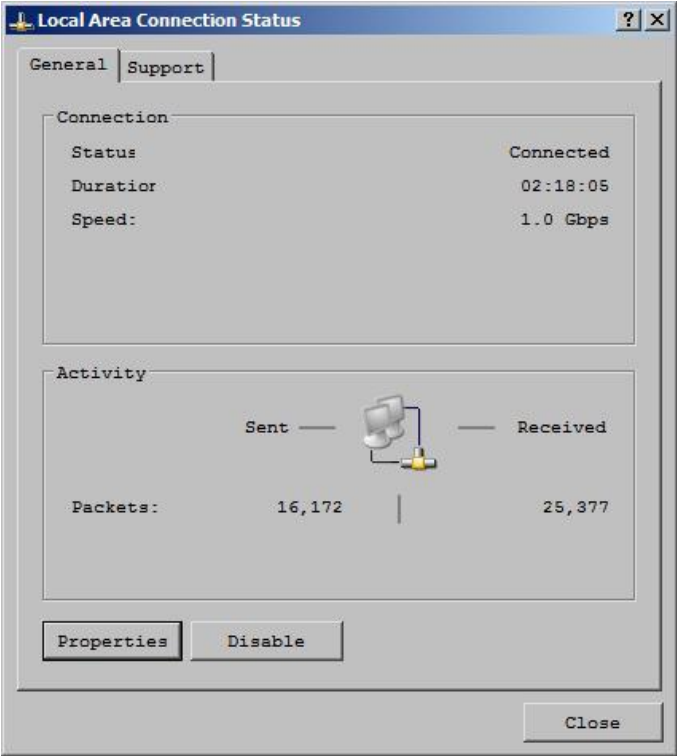 Local Area Connection Status
General Support
Connection
Status Connected
Duratior 02:18:05
Speed: 1.0 Gbps
Activity
Sent Received
Packets: 16,172 25,377
Properties Disable
Close